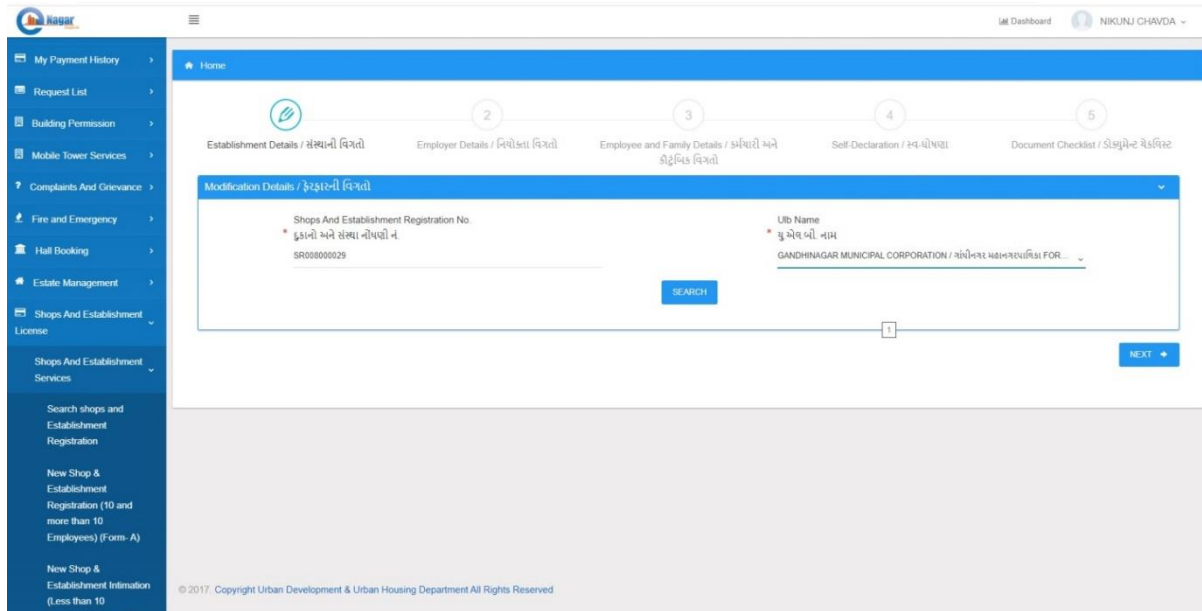 Nagar
Dashboard
NIKUNJ CHAVDA
My Payment History
Request List
Building Permission
Mobile Tower Services
Complaints And Grievance
Fire and Emergency
Hall Booking
Estate Management
Shops And Establishment
License
Shops And Establishment
Services
Search shops and
Establishment
Registration
New Shop &
Establishment
Registration (10 and
more than 10
Employees) (Form- A)
New Shop &
Establishment Intimation
(Less than 10
Home
2
3
4
5
Establishment Details / સંસ્થાની વિગતો
Employer Details / નિયોક્તા વિગતો
Employee and Family Details / કર્મચારી અને
કૌટુંબિક વિગતો
Self-Declaration / સ્વ-ઘોષણા
Document Checklist / ડોક્યુમેન્ટ ચેકલિસ્ટ
Modification Details / ફેરફારની વિગતો
Shops And Establishment Registration No.
* દુકાનો અને સંસ્થા નોંધણી નં.
SR008000029
Ulb Name
* યુ.એલ.બી. નામ
GANDHINAGAR MUNICIPAL CORPORATION / ગાંધીનગર મહાનગરપાલિકા FOR...
SEARCH
1
NEXT
© 2017. Copyright Urban Development & Urban Housing Department All Rights Reserved